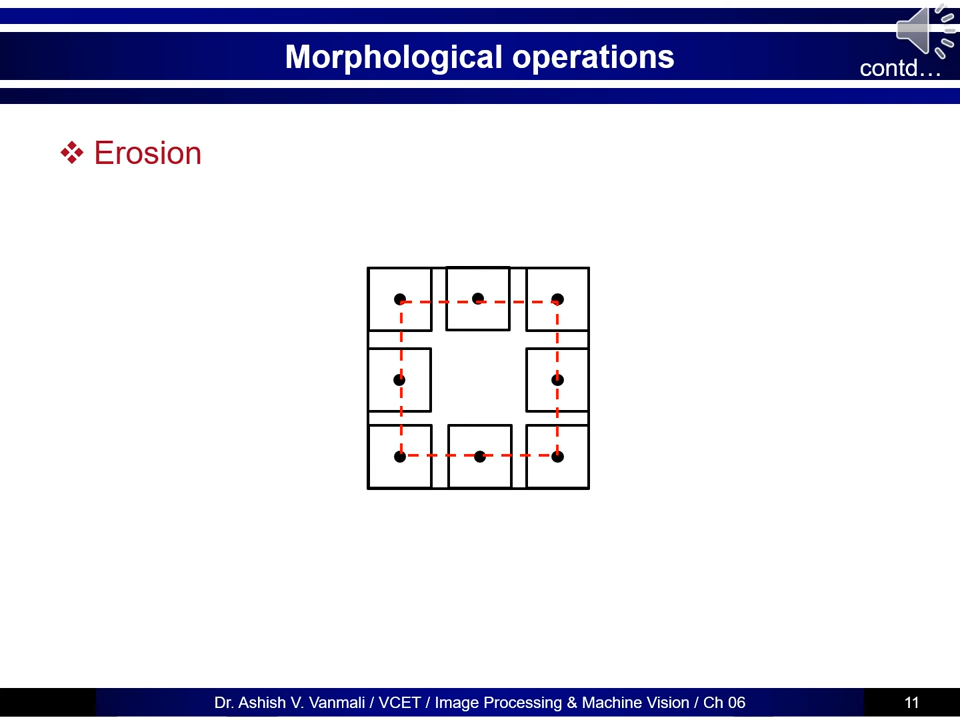 Morphological operations
contd…
❖ Erosion
Dr. Ashish V. Vanmali / VCET / Image Processing & Machine Vision / Ch 06
11